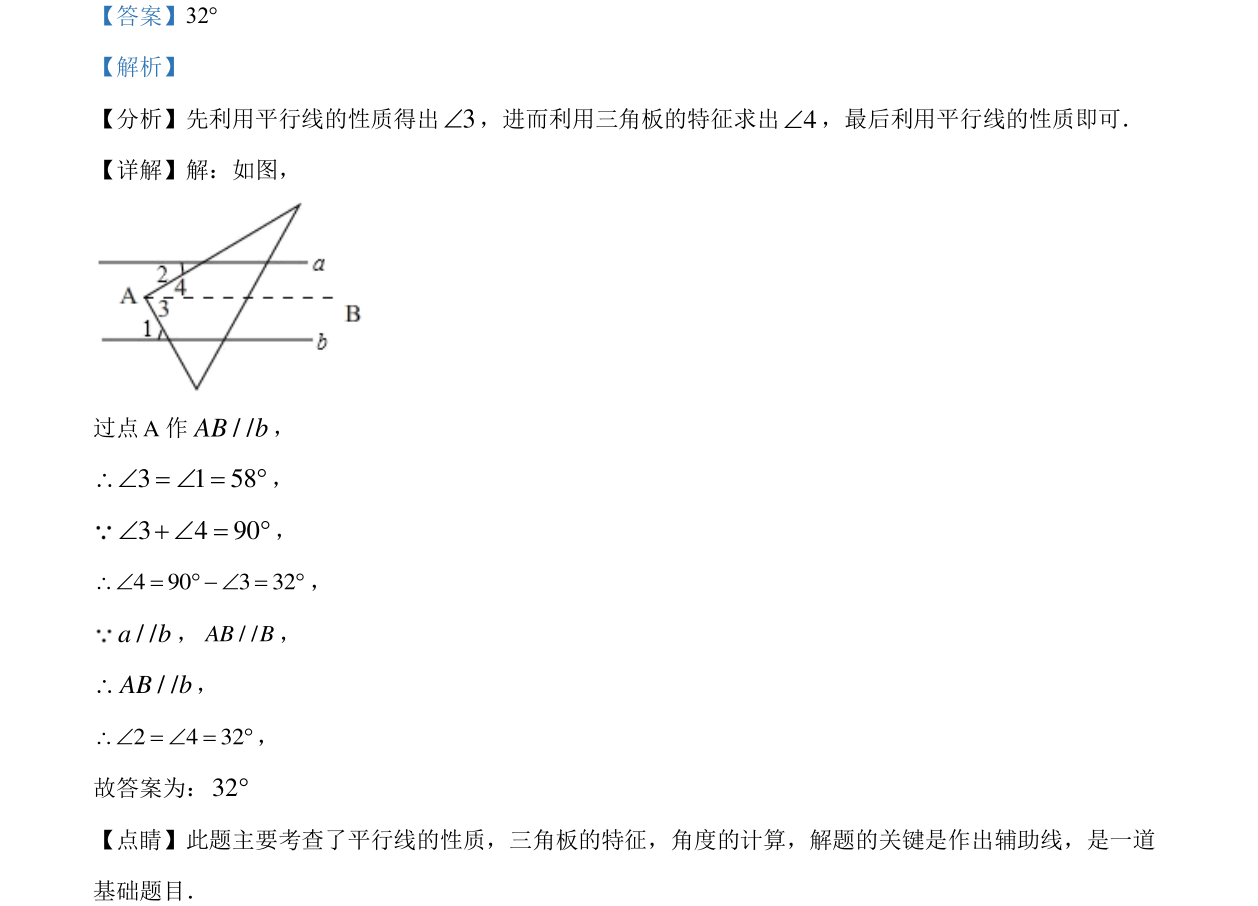 【答案】32°
【解析】
【分析】先利用平行线的性质得出∠3，进而利用三角板的特征求出∠4，最后利用平行线的性质即可．
【详解】解：如图，
a
2
4
A
3
B
1
b
过点 A 作 AB//b，
∴∠3=∠1=58°，
∵∠3+∠4=90°，
∴∠4=90°−∠3=32°，
∵a//b，AB//B，
∴AB//b，
∴∠2=∠4=32°，
故答案为：32°
【点睛】此题主要考查了平行线的性质，三角板的特征，角度的计算，解题的关键是作出辅助线，是一道
基础题目．